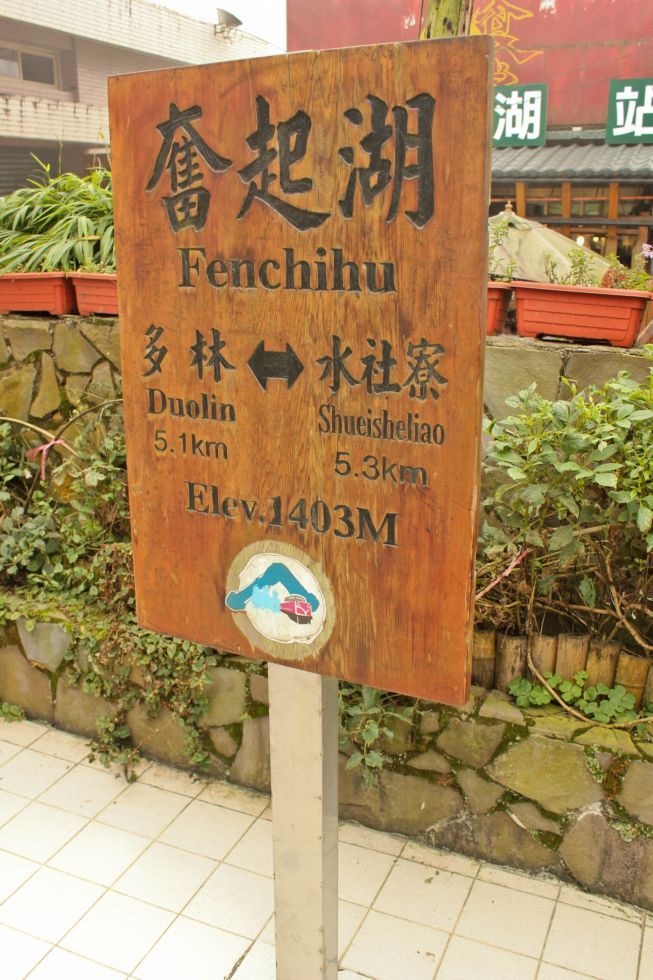 奮起湖
Fenchihu
多林 ↔ 水社寮
Duolin Shueisheliao
5.1km 5.3km
Elev.1403M
湖 站